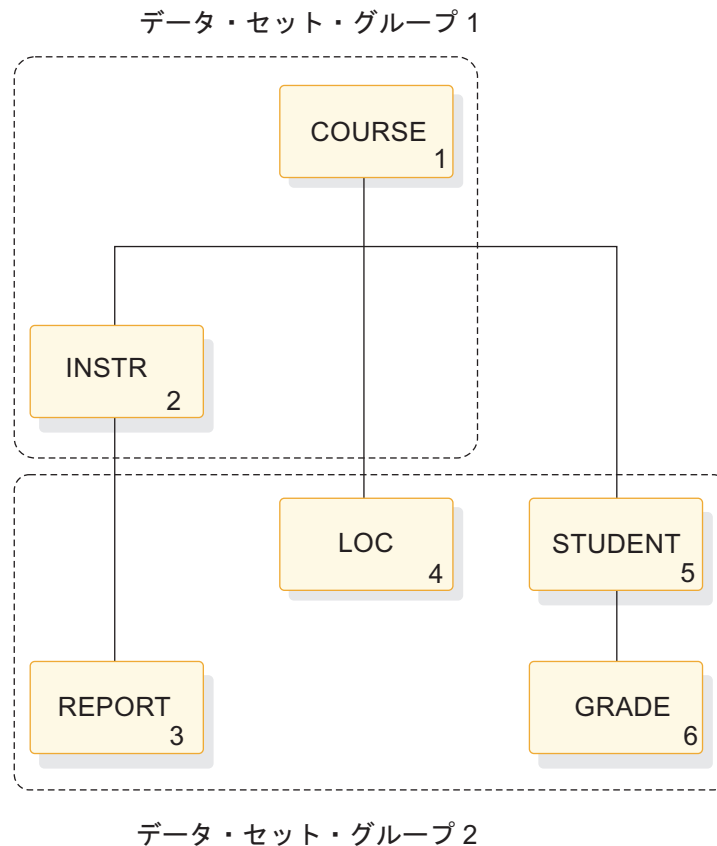 データ・セット・グループ 1
COURSE
1
INSTR
2
LOC
4
STUDENT
5
REPORT
3
GRADE
6
データ・セット・グループ 2